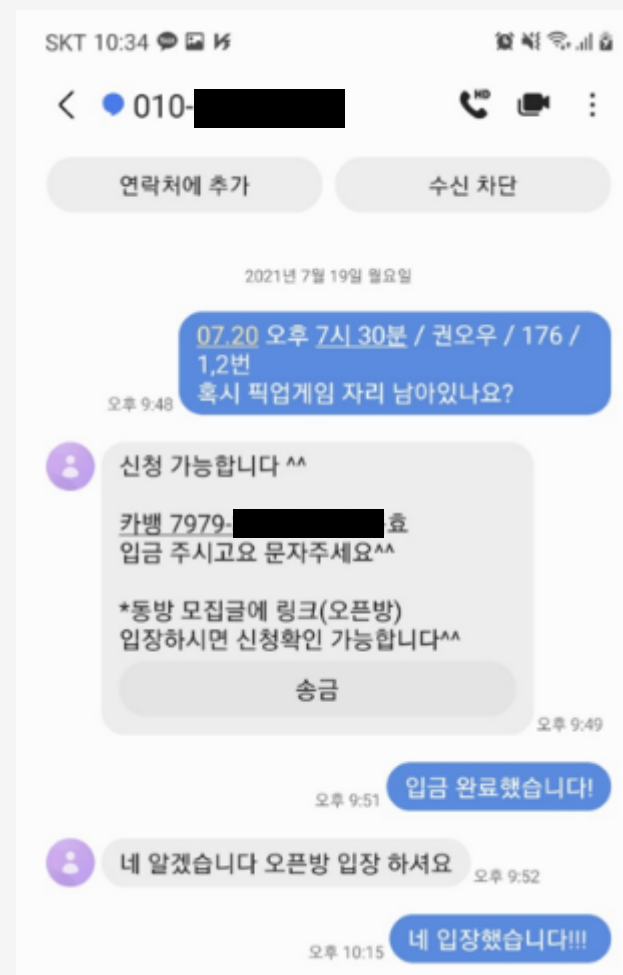 SKT 10:34
010-
연락처에 추가
수신 차단
2021년 7월 19일 월요일
07.20 오후 7시 30분 / 권오우 / 176 /
1,2번
혹시 픽업게임 자리 남아있나요?
오후 9:48
신청 가능합니다 ^^
카뱅 7979- 효
입금 주시고요 문자주세요^^
*동방 모집글에 링크(오픈방)
입장하시면 신청확인 가능합니다^^
송금
오후 9:49
입금 완료했습니다!
오후 9:51
네 알겠습니다 오픈방 입장 하셔요
오후 9:52
네 입장했습니다!!!
오후 10:15